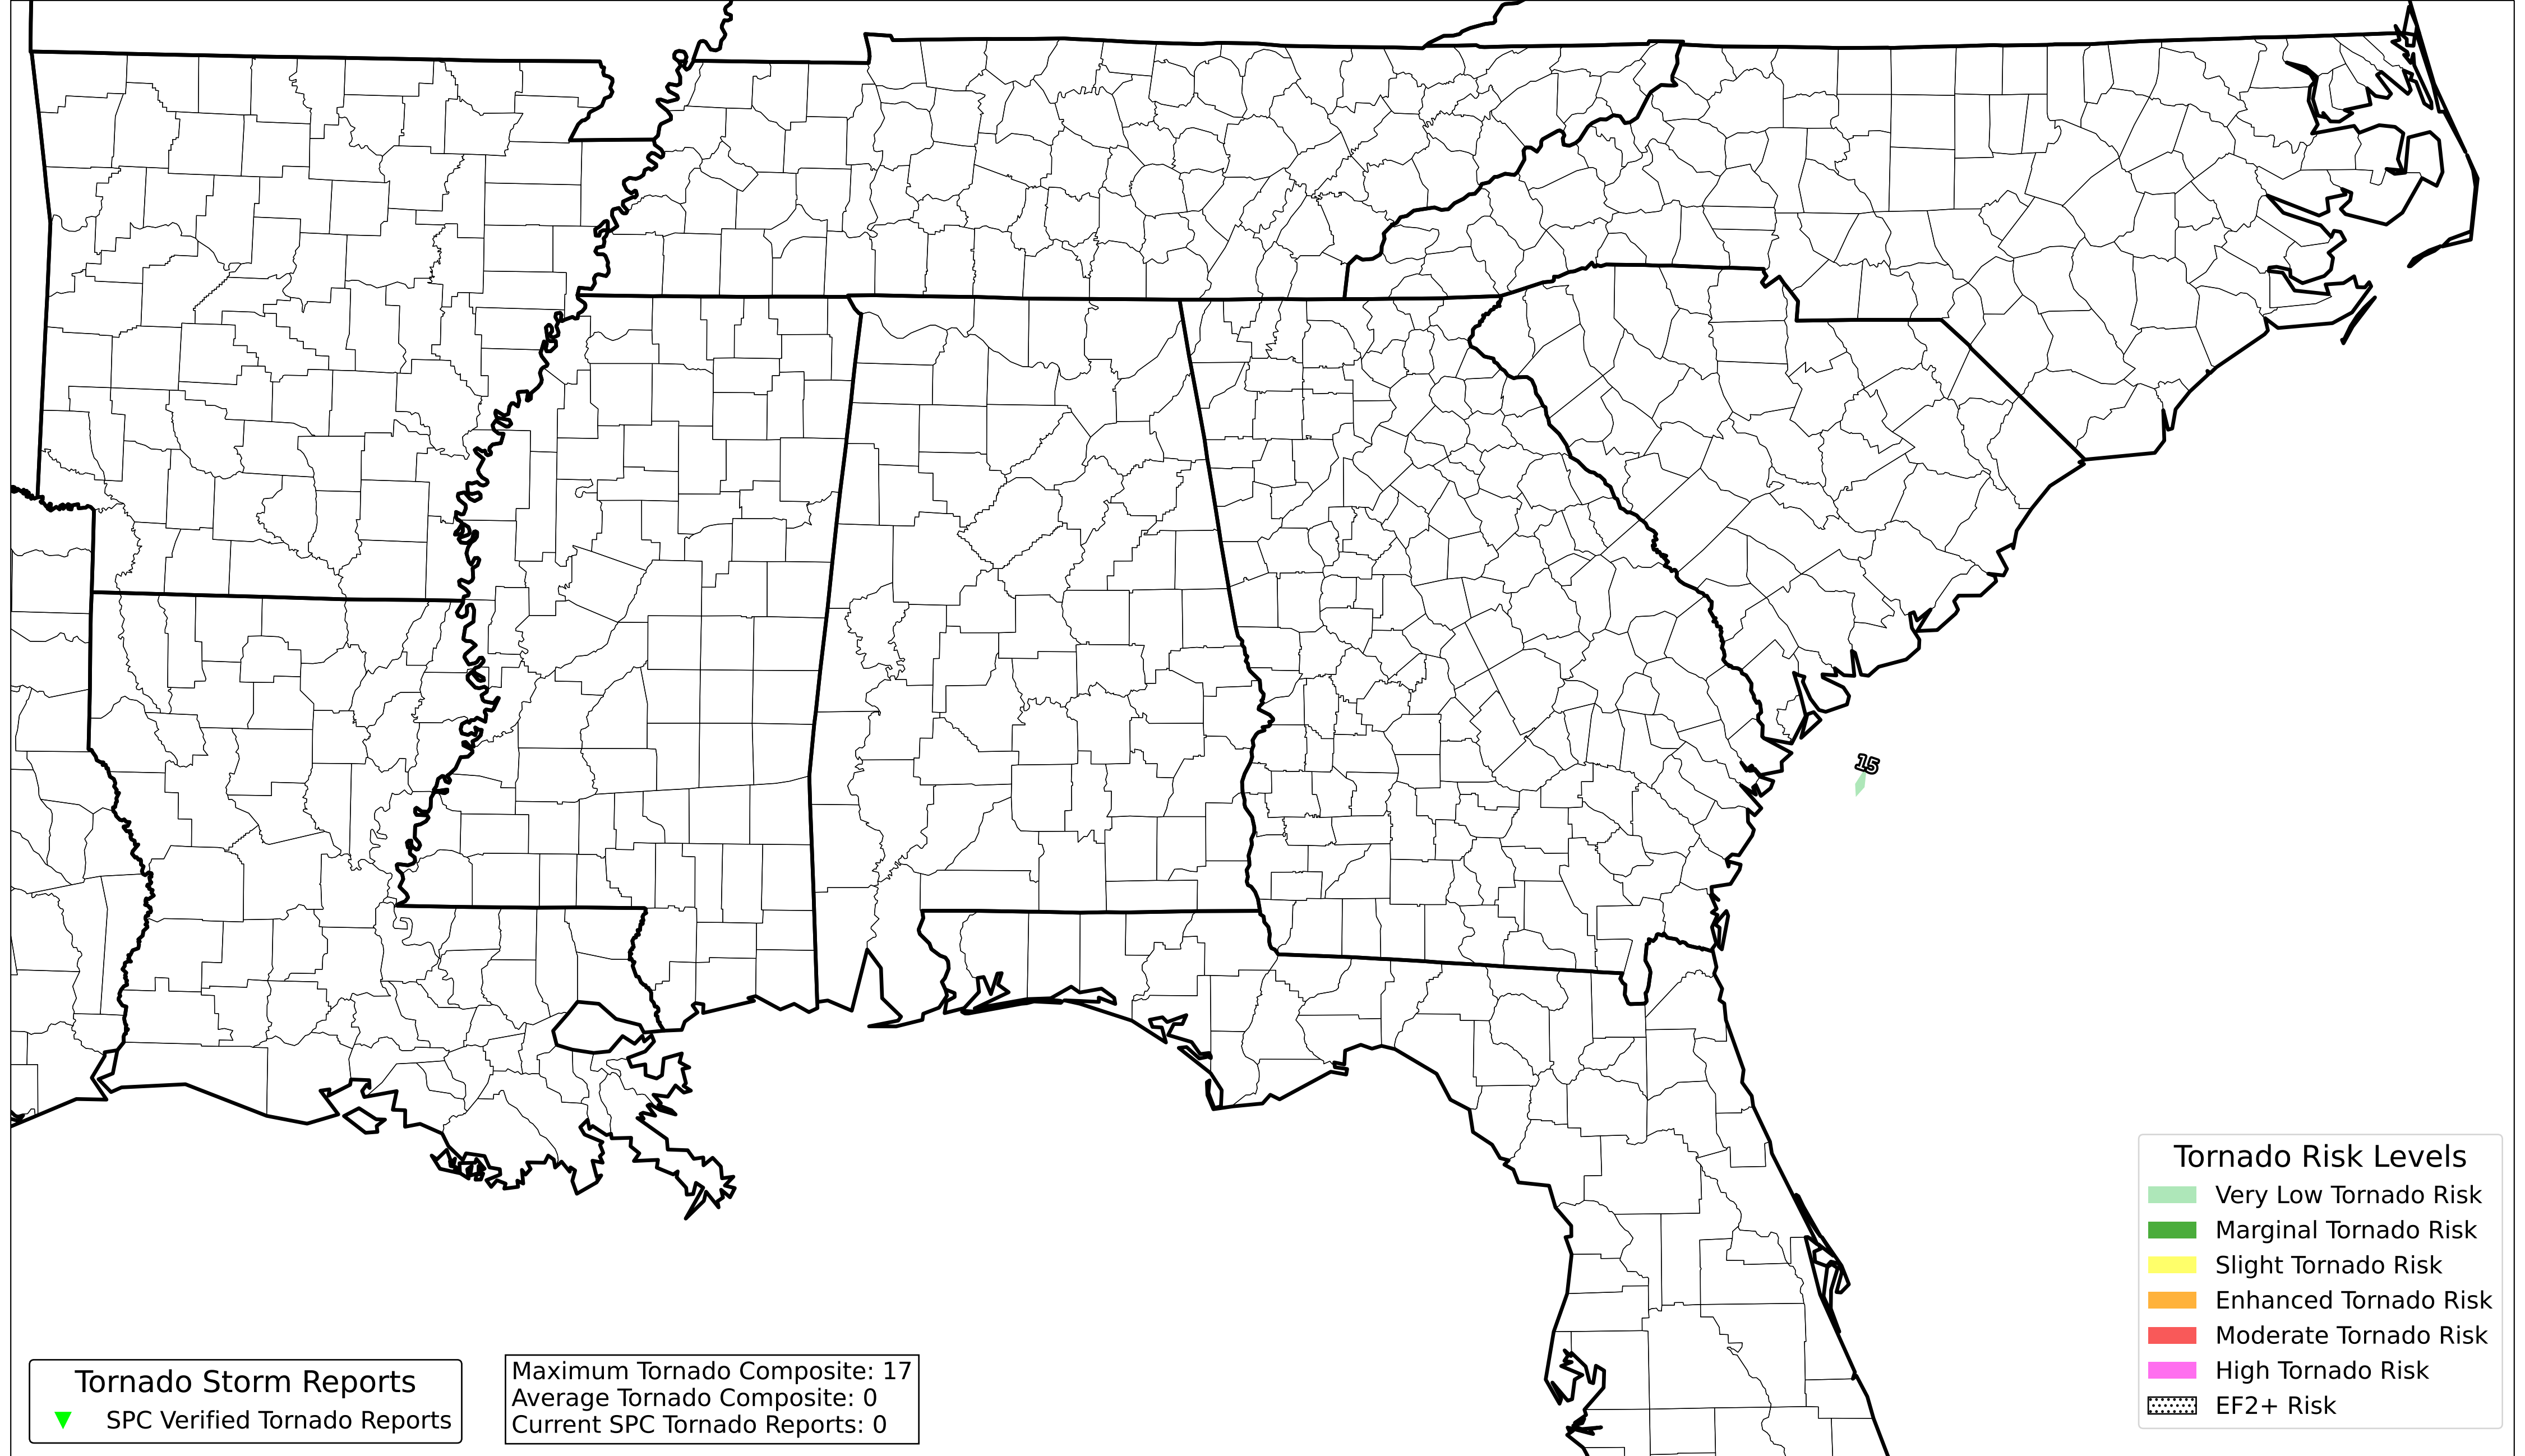 15
Tornado Risk Levels
Very Low Tornado Risk
Marginal Tornado Risk
Slight Tornado Risk
Enhanced Tornado Risk
Moderate Tornado Risk
High Tornado Risk
EF2+ Risk
Tornado Storm Reports
SPC Verified Tornado Reports
Maximum Tornado Composite: 17
Average Tornado Composite: 0
Current SPC Tornado Reports: 0